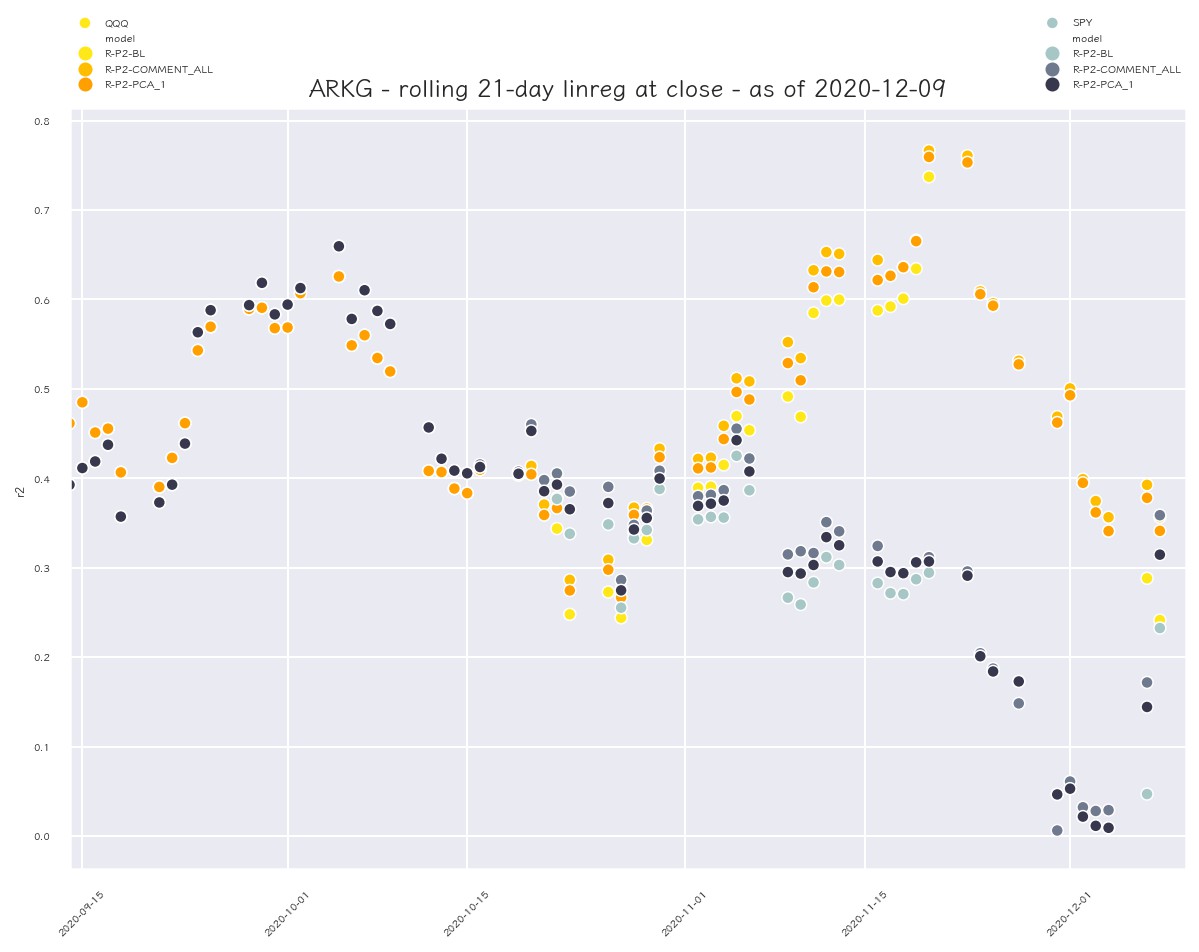 QQQ
model
R-P2-BL
R-P2-COMMENT_ALL
R-P2-PCA_1
SPY
model
R-P2-BL
R-P2-COMMENT_ALL
R-P2-PCA_1
ARKG - rolling 21-day linreg at close - as of 2020-12-09
0.8
0.7
0.6
0.5
0.4
0.3
0.2
0.1
0.0
r2
2020-09-15
2020-10-01
2020-10-15
2020-11-01
2020-11-15
2020-12-01